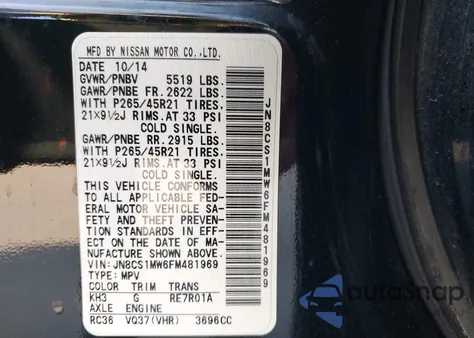 MFD BY NISSAN MOTOR CO.,LTD.
DATE 10/14
GVWR/PNBV 5519 LBS.
GAWR/PNBE FR. 2622 LBS.
WITH P265/45R21 TIRES.
21×9½J RIMS.AT 33 PSI
COLD SINGLE.
GAWR/PNBE RR. 2915 LBS.
WITH P265/45R21 TIRES.
21×9½J RIMS.AT 33 PSI
COLD SINGLE.
THIS VEHICLE CONFORMS
TO ALL APPLICABLE FED-
ERAL MOTOR VEHICLE SA-
FETY AND THEFT PREVEN-
TION STANDARDS IN EFF-
ECT ON THE DATE OF MA-
NUFACTURE SHOWN ABOVE.
VIN: JN8CS1MW6FM481969
TYPE: MPV
COLOR TRIM TRANS
KH3 G RE7R01A
AXLE ENGINE
RC36 VQ37(VHR) 3696CC
JN8CS1MW6FM481969
AutoSnap